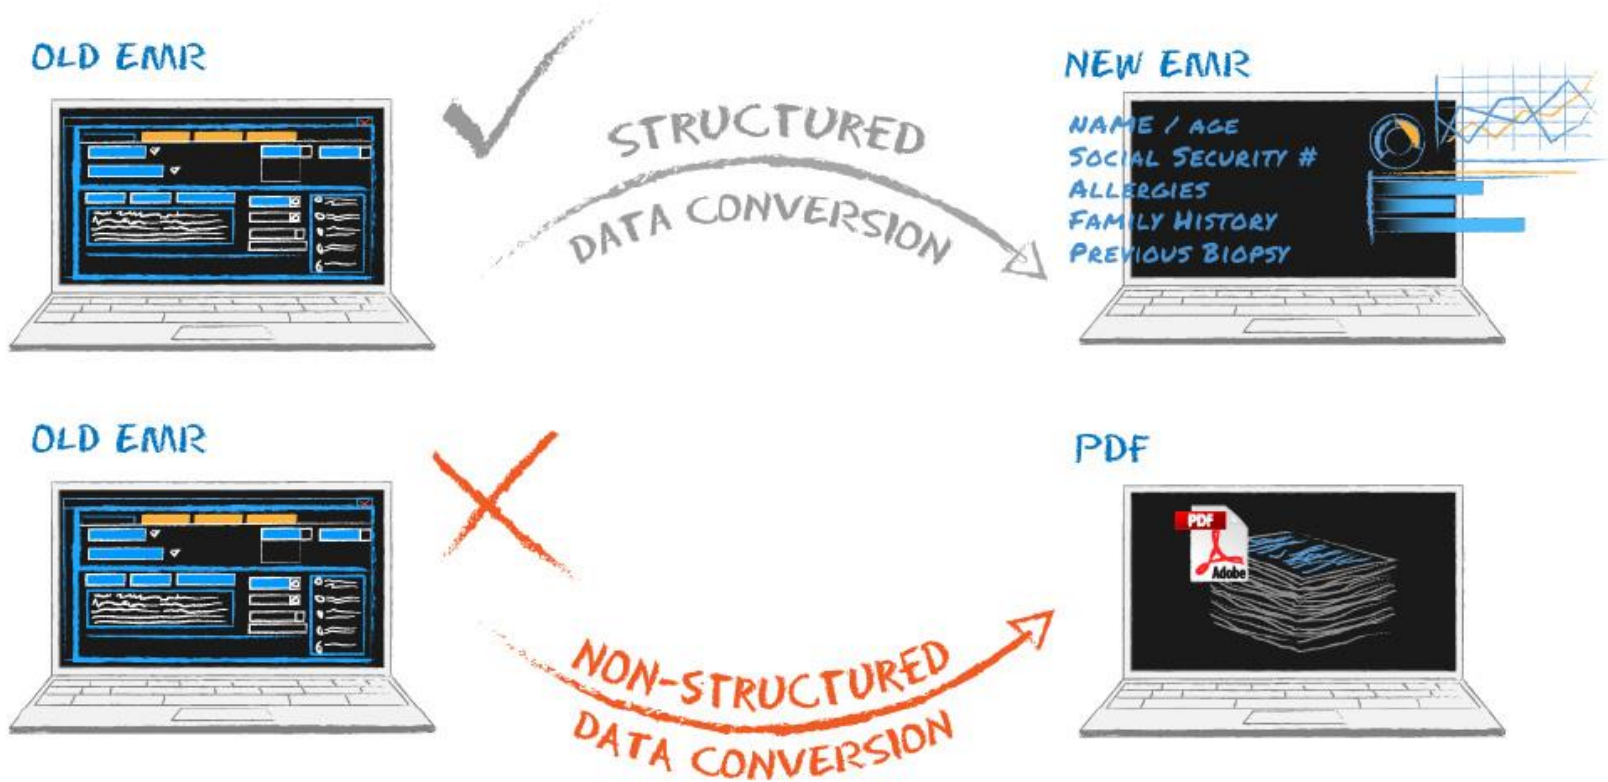 OLD EMR
STRUCTURED
DATA CONVERSION
NEW EMR
NAME / AGE
SOCIAL SECURITY #
ALLERGIES
FAMILY HISTORY
PREVIOUS BIOPSY
OLD EMR
NON-STRUCTURED
DATA CONVERSION
PDF
PDF
Adobe